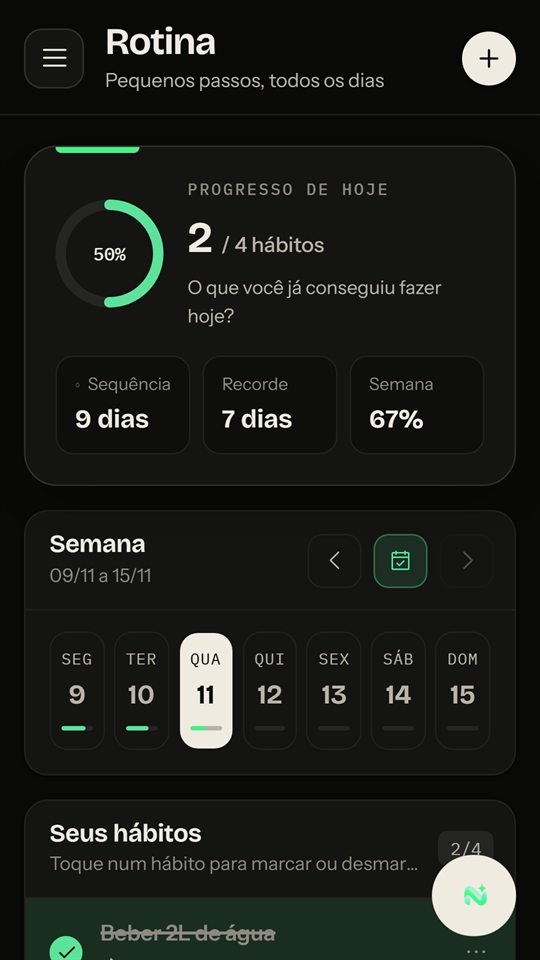 Rotina
Pequenos passos, todos os dias
PROGRESSO DE HOJE
50%
2 / 4 hábitos
O que você já conseguiu fazer
hoje?
Sequência
9 dias
Recorde
7 dias
Semana
67%
Semana
09/11 a 15/11
SEG
9
TER
10
QUA
11
QUI
12
SEX
13
SÁB
14
DOM
15
Seus hábitos
2/4
Toque num hábito para marcar ou desmar...
Beber 2L de água